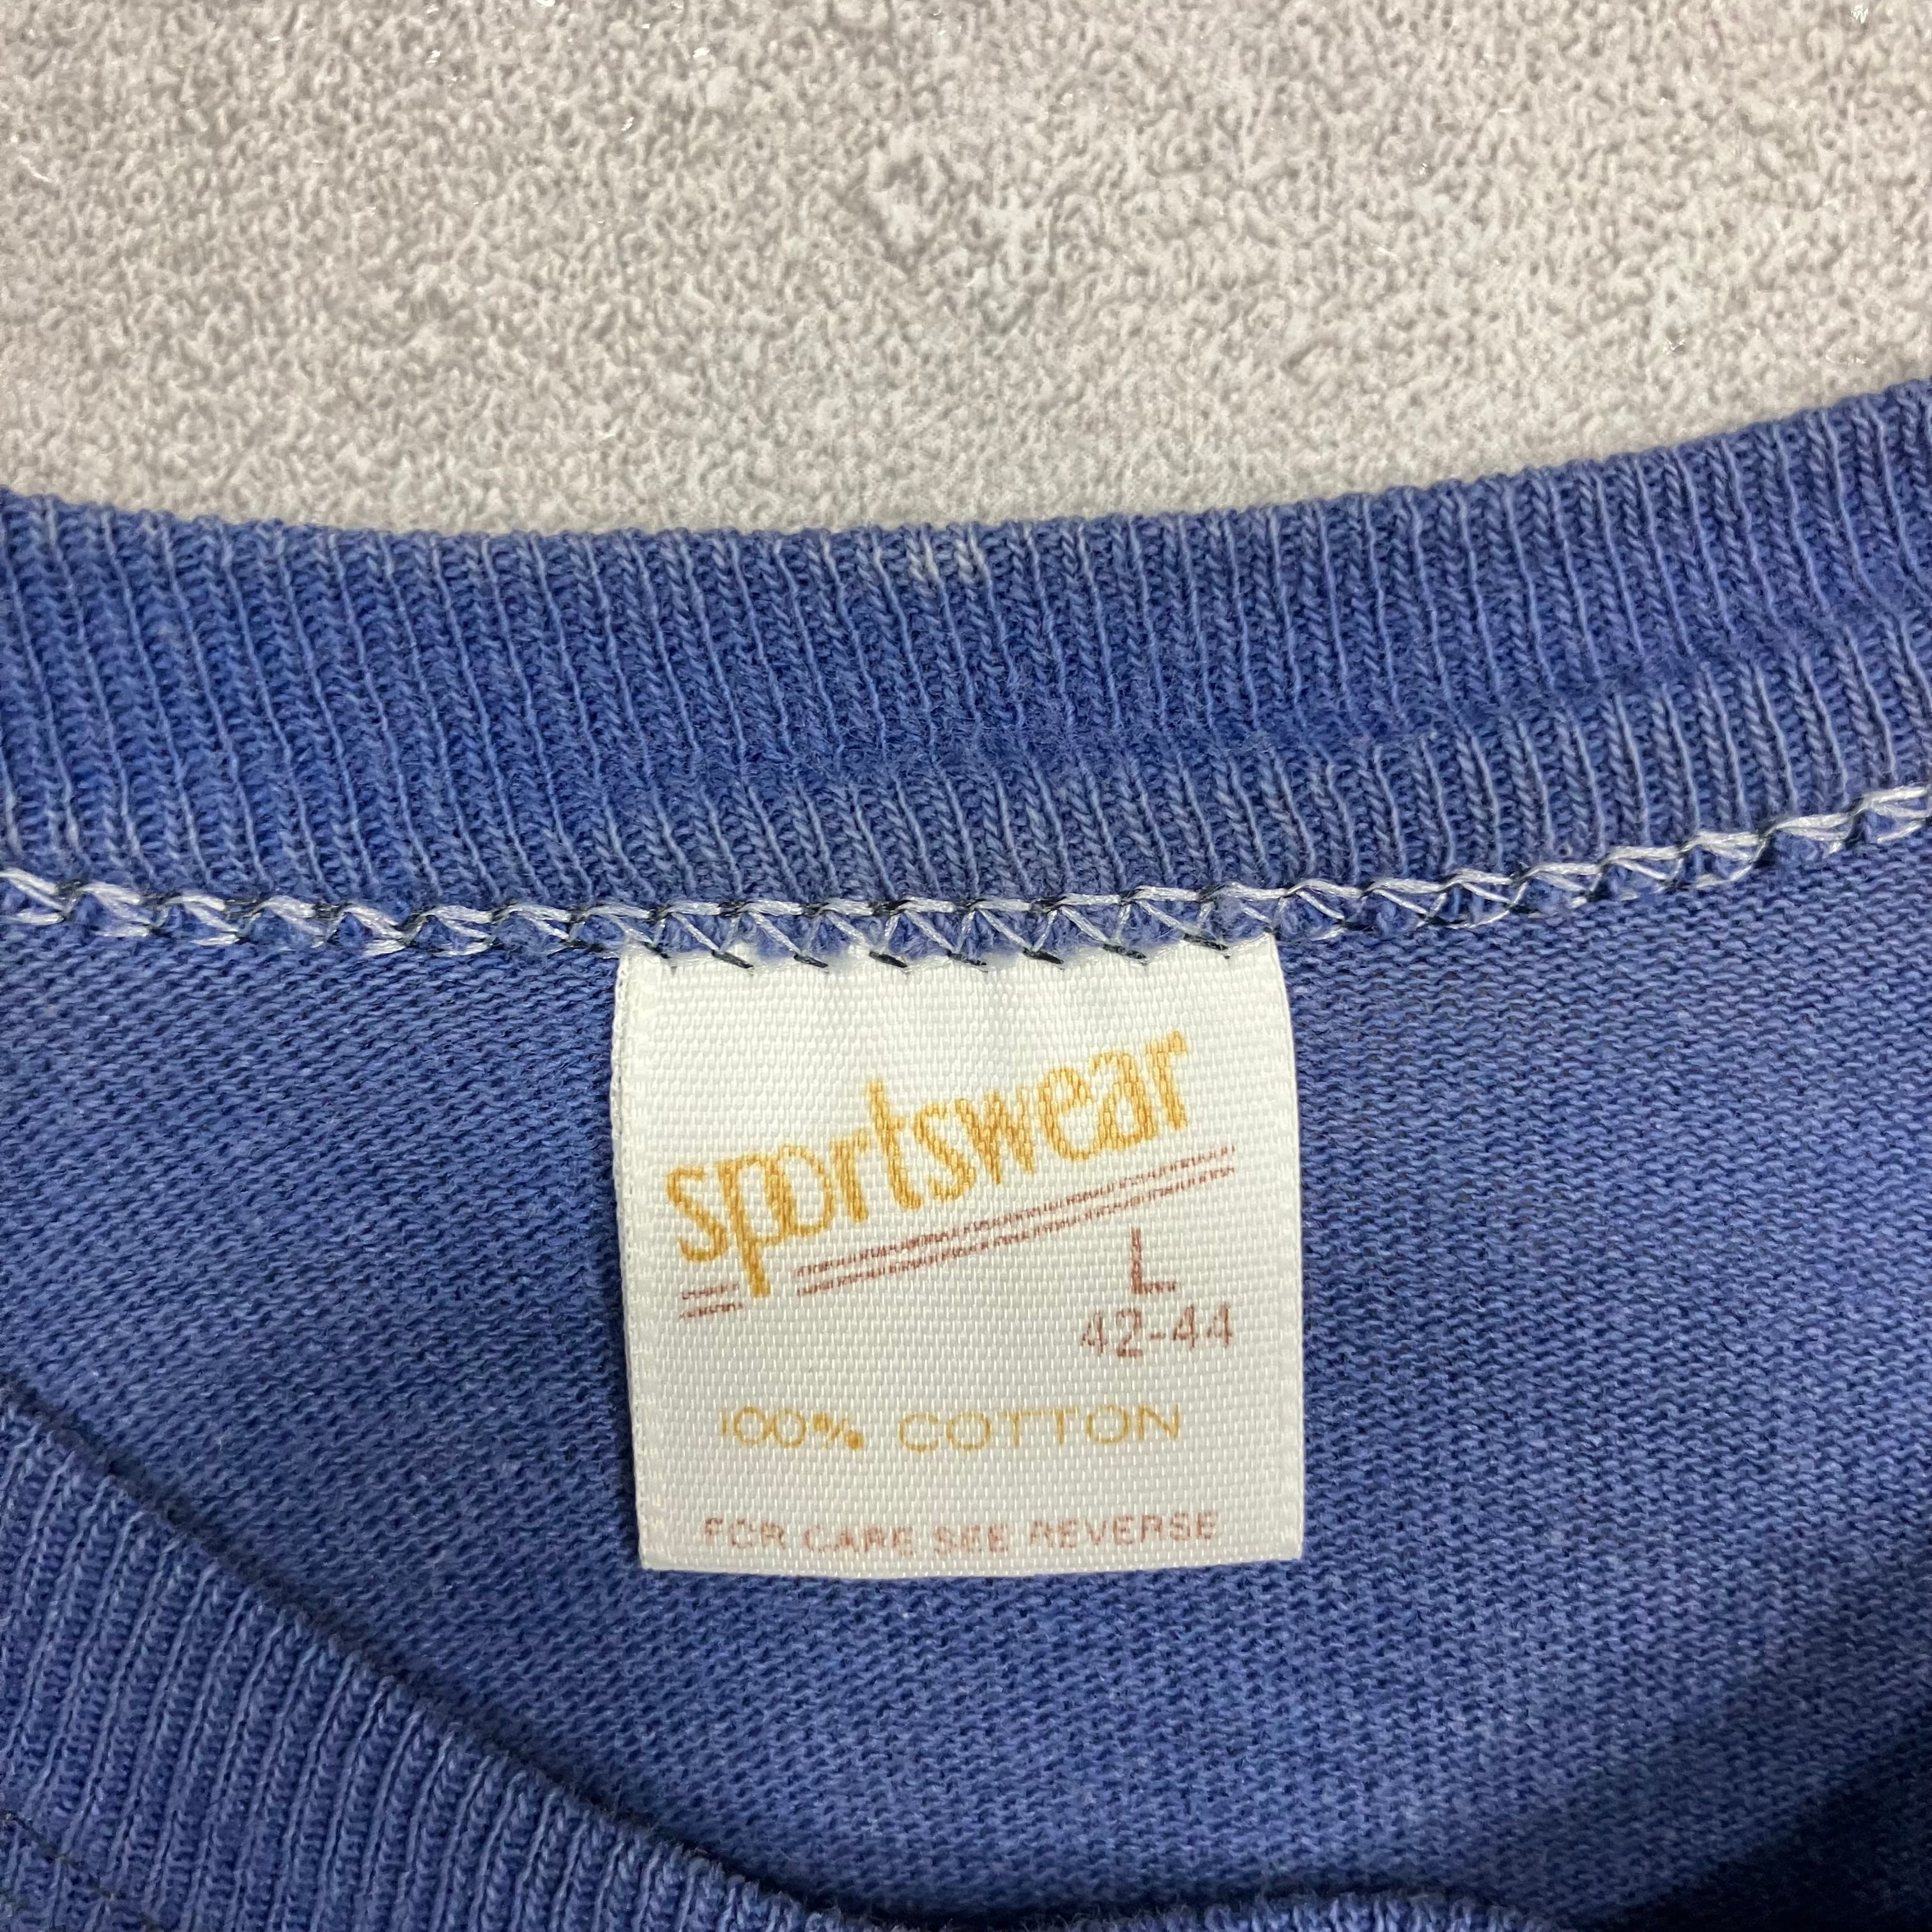 sportswear
L
42-44
100% COTTON
FOR CARE SEE REVERSE